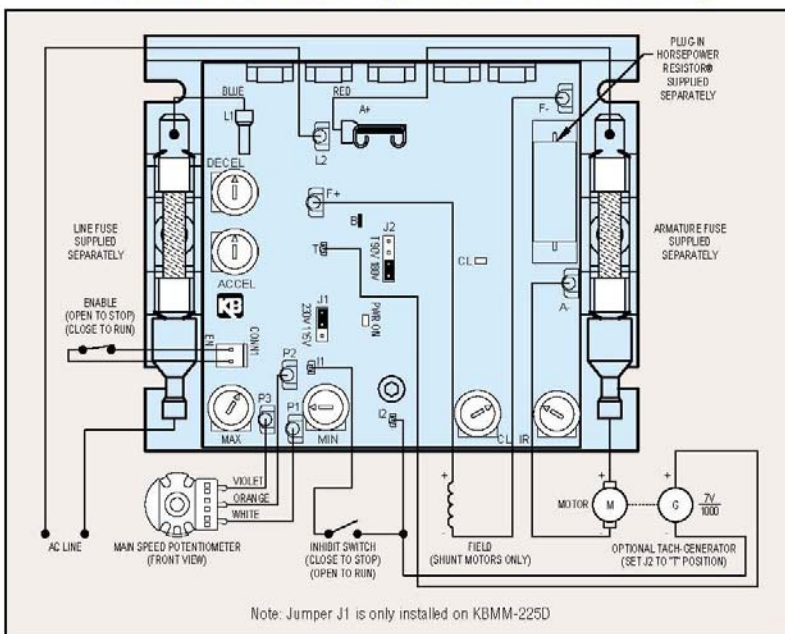 PLUG-IN
HORSEPOWER
RESISTOR®
SUPPLIED
SEPARATELY
BLUE
RED
A+
F-
L1
L2
DECEL
F+
B
J2
T 90V 180V
T
CL
LINE FUSE
SUPPLIED
SEPARATELY
ARMATURE FUSE
SUPPLIED
SEPARATELY
ACCEL
A-
KB
J1
230V 115V
PWR ON
ENABLE
(OPEN TO STOP)
(CLOSE TO RUN)
EN
CONN1
P2
I1
P3
P1
I2
MAX
MIN
CL
IR
VIOLET
ORANGE
WHITE
+
-
+
MOTOR
M
-
+
G
-
7V
1000
AC LINE
MAIN SPEED POTENTIOMETER
(FRONT VIEW)
INHIBIT SWITCH
(CLOSE TO STOP)
(OPEN TO RUN)
FIELD
(SHUNT MOTORS ONLY)
OPTIONAL TACH-GENERATOR
(SET J2 TO "T" POSITION)
Note: Jumper J1 is only installed on KBMM-225D